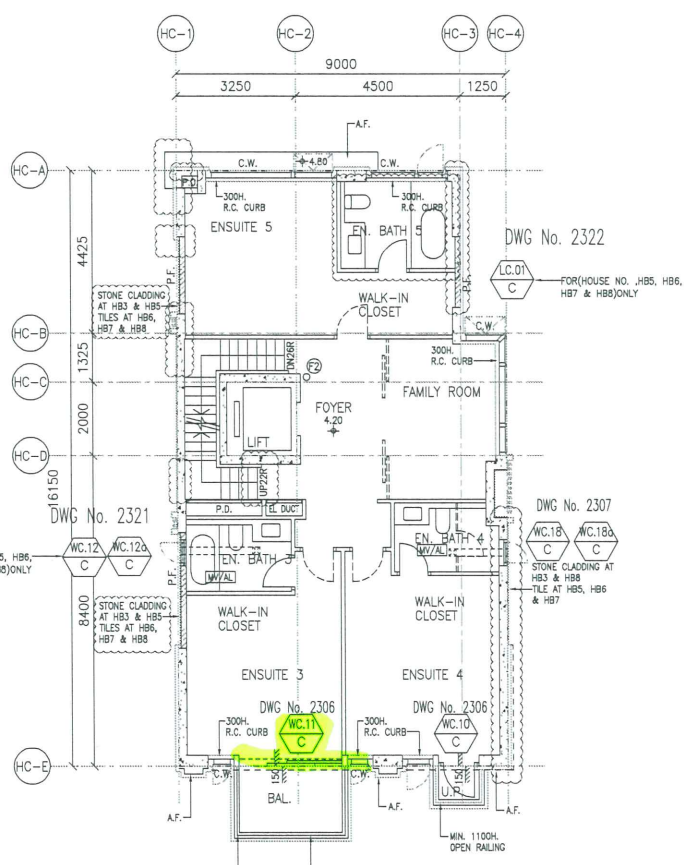 HC-1
HC-2
HC-3
HC-4
9000
3250
4500
1250
A.F.
HC-A
C.W.
4.80
C.W.
P.D
300H.
R.C. CURB
300H.
R.C. CURB
ENSUITE 5
EN. BATH 5
DWG No. 2322
4425
P.F.
P.F.
LC.01
C
FOR(HOUSE NO. ,HB5, HB6,
HB7 & HB8)ONLY
STONE CLADDING
AT HB3 & HB5
TILES AT HB6,
HB7 & HB8
WALK-IN
CLOSET
C.W.
HC-B
300H.
R.C. CURB
1325
DN26R
F2
HC-C
FAMILY ROOM
FOYER
4.20
2000
LIFT
HC-D
UP22R
16150
P.D.
EL DUCT
DWG No. 2321
DWG No. 2307
5, HB6,
8)ONLY
WC.12
C
WC.12a
C
EN. BATH 3
EN. BATH 4
MV/AL
MV/AL
WC.18
C
WC.18a
C
P.F.
STONE CLADDING AT
HB3 & HB8
TILE AT HB5, HB6
& HB7
STONE CLADDING
AT HB3 & HB5
TILES AT HB6,
HB7 & HB8
8400
WALK-IN
CLOSET
WALK-IN
CLOSET
ENSUITE 3
ENSUITE 4
DWG No. 2306
DWG No. 2306
300H.
R.C. CURB
WC.11
C
300H.
R.C. CURB
WC.10
C
HC-E
C.W.
150
C.W.
150
BAL.
U.P
A.F.
A.F.
A.F.
MIN. 1100H.
OPEN RAILING